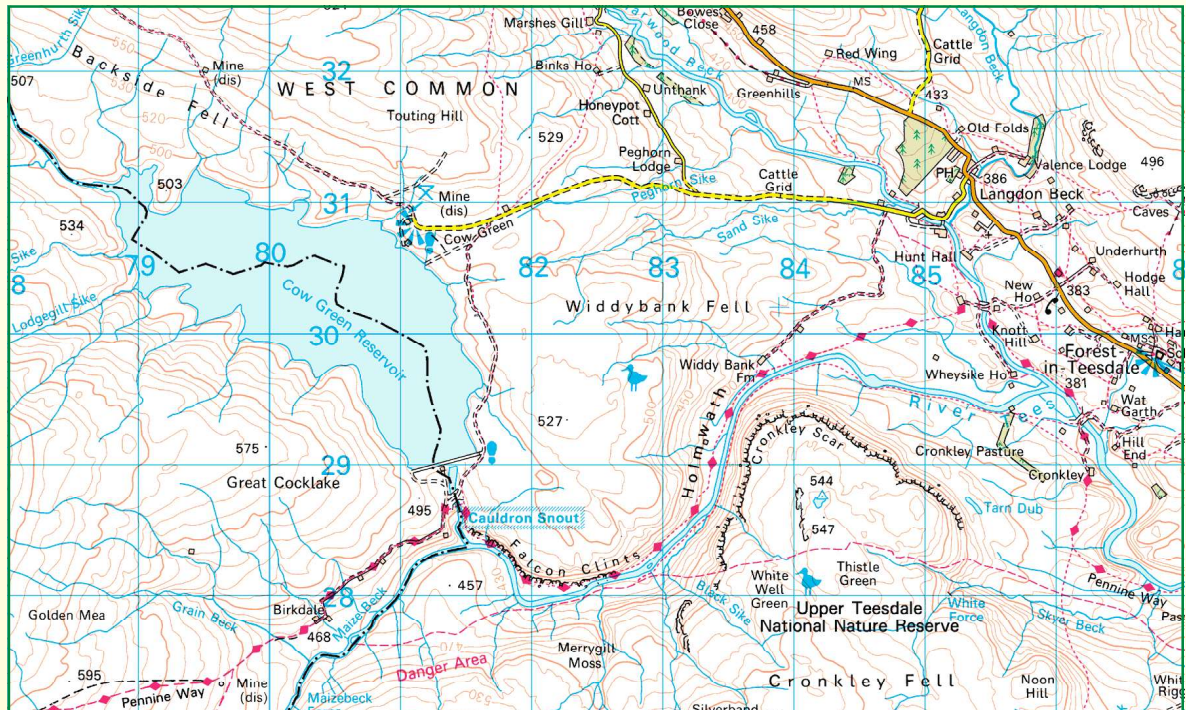 Marshes Gill
Bowes
Close
458
Greenhurth Sike
550
Backside Fell
Mine
(dis)
507
32
WEST COMMON
Touting Hill
Binks Ho
Unthank
Honeypot
Cott
Peghorn
Lodge
Red Wing
MS
Greenhills
Cattle
Grid
493
Langdon Beck
Old Folds
Valence Lodge
496
PH
386
Langdon Beck
Caves
520
500
503
529
534
31
Mine
(dis)
Cow Green
Peghorn Sike
Cattle
Grid
Sand Sike
Sike
79
80
82
83
84
85
8
8
Hunt Hall
Underhurth
Hodge
Hall
New
Ho
383
Lodgegill Sike
Cow Green Reservoir
30
Widdybank Fell
Knott
Hill
MS
Forest-
in-Teesdale
381
Widdy Bank
Fm
Wheysike Ho
River Tees
Wat
Garth
Hill
End
500
527
Holmwath
Cronkley Scar
Cronkley Pasture
Cronkley
575
29
Great Cocklake
495
Cauldron Snout
544
547
Tarn Dub
Falcon Clints
457
28
Golden Mea
Grain Beck
Birkdale
468
Maize Beck
Black Sike
White
Well
Green
Thistle
Green
Upper Teesdale
National Nature Reserve
White
Force
Skyer Beck
Pennine Way
Merrygill
Moss
Danger Area
595
Pennine Way
Mine
(dis)
Maizebeck
Cronkley Fell
Noon
Hill
Silverband